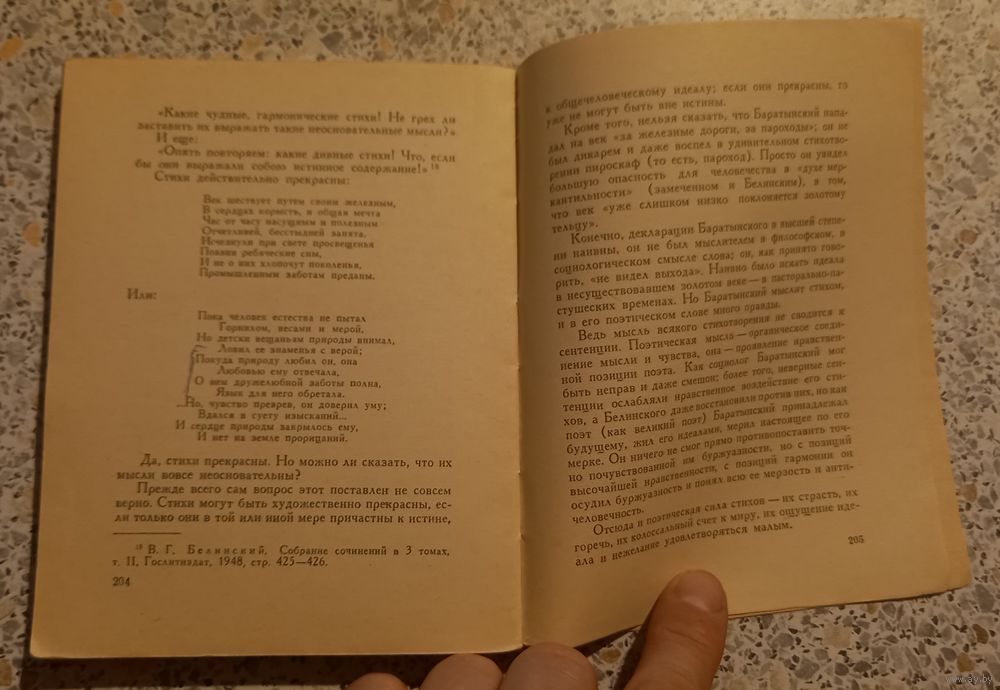 «Какие чудные, гармонические стихи! Не грех ли
заставить их выражать такие неосновательные мысли?»
И еще:
«Опять повторяем: какие дивные стихи! Что, если
бы они выражали собою истинное содержание!» 15
Стихи действительно прекрасны:
Век шествует путем своим железным,
В сердцах корысть, и общая мечта
Час от часу насущным и полезным
Отчетливей, бесстыдней занята.
Исчезнули при свете просвещенья
Поэзии ребяческие сны,
И не о них хлопочут поколенья,
Промышленным заботам преданы.
Или:
Пока человек естества не пытал
Горнилом, весами и мерой,
Но детски вещаньям природы внимал,
Ловил ее знаменья с верой;
Покуда природу любил он, она
Любовью ему отвечала,
О нем дружелюбной заботы полна,
Язык для него обретала.
Но, чувство презрев, он доверил уму;
Вдался в суету изысканий...
И сердце природы закрылось ему,
И нет на земле прорицаний.
Да, стихи прекрасны. Но можно ли сказать, что их
мысли вовсе неосновательны?
Прежде всего сам вопрос этот поставлен не совсем
верно. Стихи могут быть художественно прекрасны, ес-
ли только они в той или иной мере причастны к истине,
15 В. Г. Белинский, Собрание сочинений в 3 томах,
т. II, Гослитиздат, 1948, стр. 425—426.
204
к общечеловеческому идеалу; если они прекрасны, то
уже не могут быть вне истины.
Кроме того, нельзя сказать, что Баратынский напа-
дал на век «за железные дороги, за пароходы»; он не
был дикарем и даже воспел в удивительном стихотво-
рении пироскаф (то есть, пароход). Просто он увидел
большую опасность для человечества в «духе мер-
кантильности» (замеченном и Белинским), в том,
что век «уже слишком низко поклоняется золотому
тельцу».
Конечно, декларации Баратынского в высшей степе-
ни наивны, он не был мыслителем в философском, в
социологическом смысле слова; он, как принято гово-
рить, «не видел выхода». Наивно было искать идеала
в несуществовавшем золотом веке — в пасторально-па-
стушеских временах. Но Баратынский мыслит стихом,
и в его поэтическом слове много правды.
Ведь мысль всякого стихотворения не сводится к
сентенции. Поэтическая мысль — органическое соеди-
нение мысли и чувства, она — проявление нравствен-
ной позиции поэта. Как социолог Баратынский мог
быть неправ и даже смешон; более того, неверные сен-
тенции ослабляли нравственное воздействие его сти-
хов, а Белинского даже восстановили против них, но как
поэт (как великий поэт) Баратынский принадлежал
будущему, жил его идеалами, мерил настоящее по его
мерке. Он ничего не смог прямо противопоставить точ-
но почувствованной им буржуазности, но с позиций
высочайшей нравственности, с позиций гармонии он
осудил буржуазность и понял всю ее мерзость и анти-
человечность.
Отсюда и поэтическая сила стихов — их страсть, их
горечь, их колоссальный счет к миру, их ощущение иде-
ала и нежелание удовлетворяться малым.
205
www.ay.by